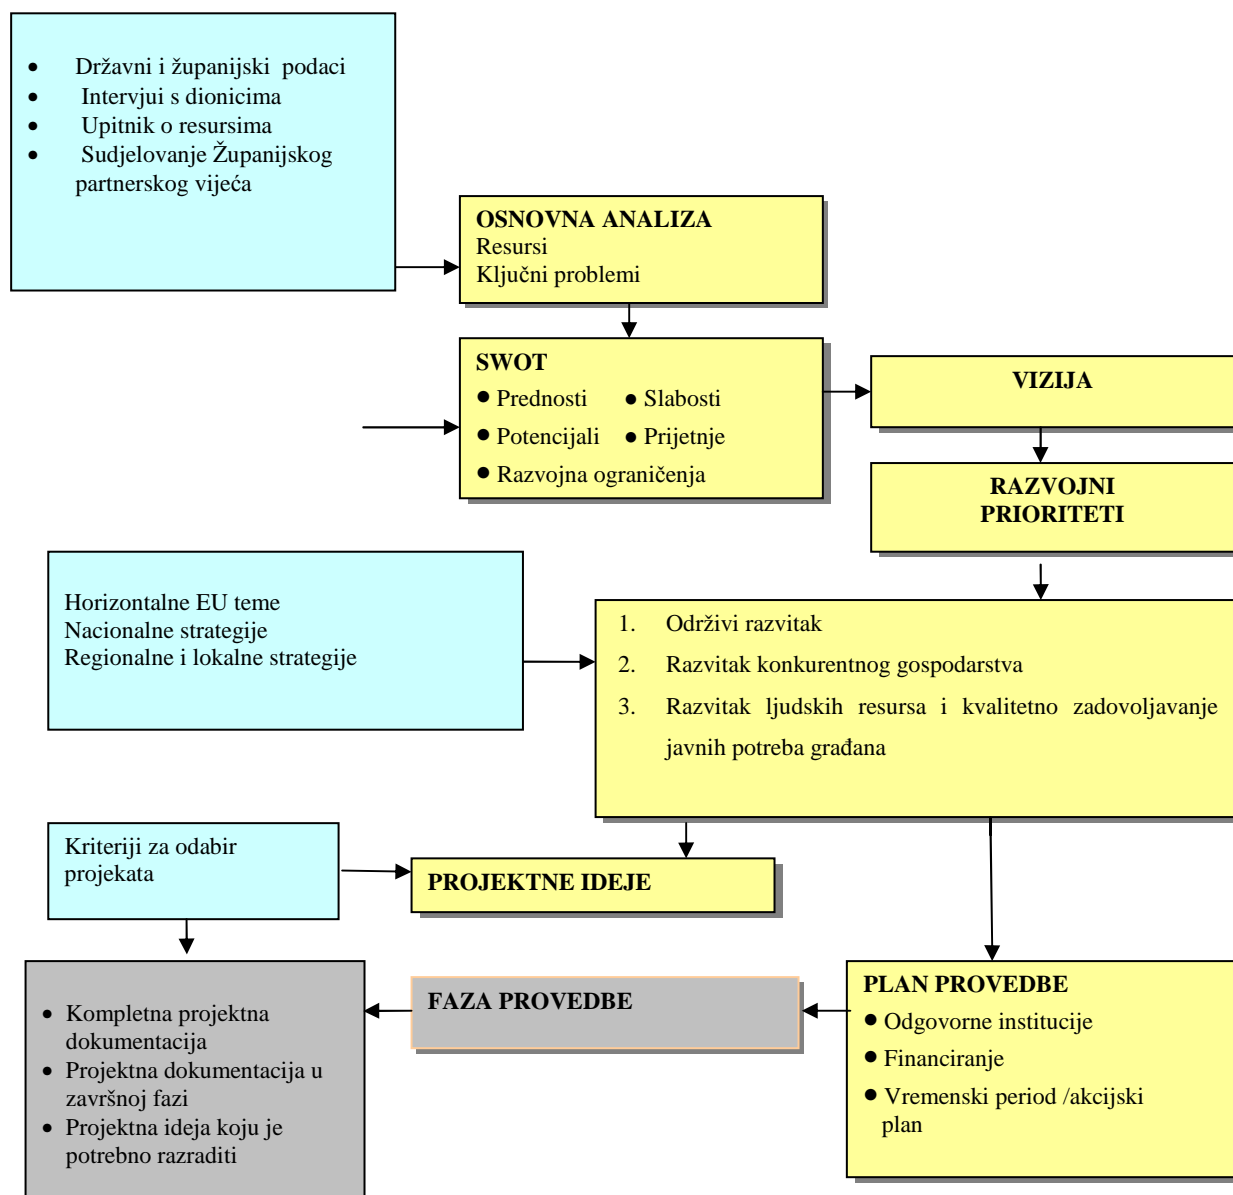 • Državni i županijski podaci
• Intervjui s dionicima
• Upitnik o resursima
• Sudjelovanje Županijskog
partnerskog vijeća
OSNOVNA ANALIZA
Resursi
Ključni problemi
SWOT
● Prednosti ● Slabosti
● Potencijali ● Prijetnje
● Razvojna ograničenja
VIZIJA
RAZVOJNI
PRIORITETI
Horizontalne EU teme
Nacionalne strategije
Regionalne i lokalne strategije
1. Održivi razvitak
2. Razvitak konkurentnog gospodarstva
3. Razvitak ljudskih resursa i kvalitetno zadovoljavanje
javnih potreba građana
Kriteriji za odabir
projekata
PROJEKTNE IDEJE
• Kompletna projektna
dokumentacija
• Projektna dokumentacija u
završnoj fazi
• Projektna ideja koju je
potrebno razraditi
FAZA PROVEDBE
PLAN PROVEDBE
● Odgovorne institucije
● Financiranje
● Vremenski period /akcijski
plan